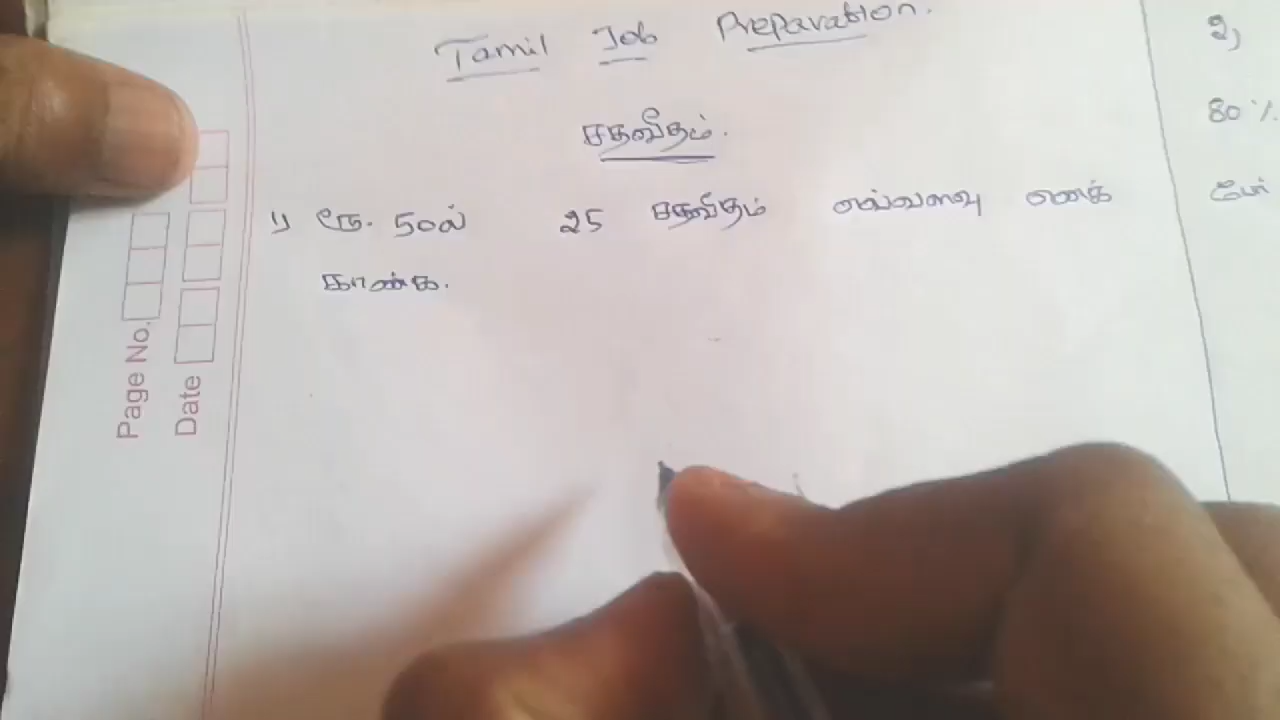 Tamil Job Preparation.
சதவீதம்.
1) ரூ. 50ல் 25 சதவீதம் எவ்வளவு எனக்
காண்க.
2,
80%
பேர்
Page No.
Date